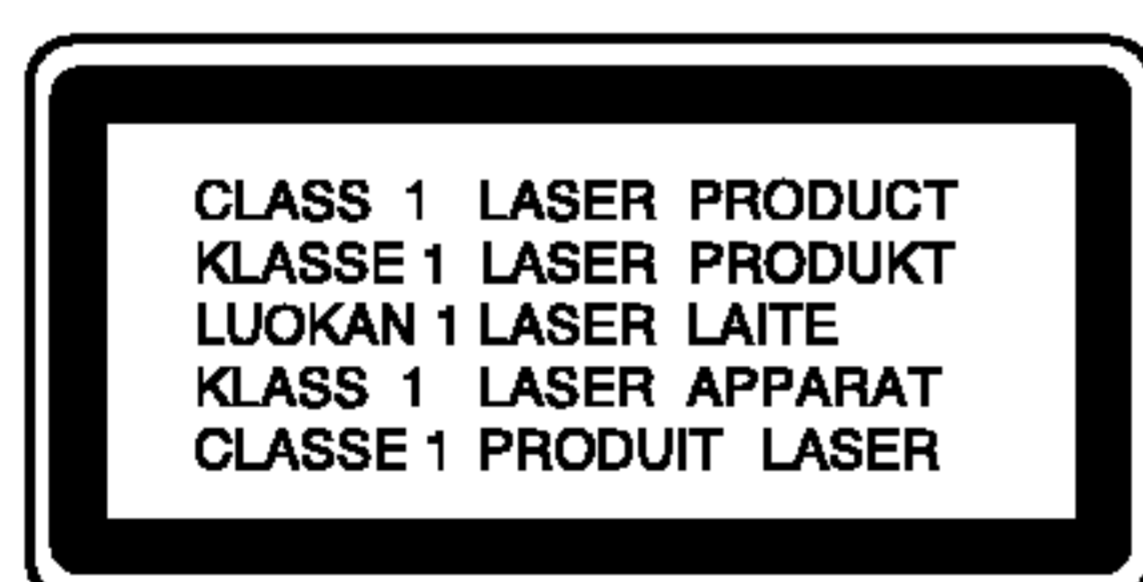 CLASS 1 LASER PRODUCT
KLASSE 1 LASER PRODUKT
LUOKAN 1 LASER LAITE
KLASS 1 LASER APPARAT
CLASSE 1 PRODUIT LASER